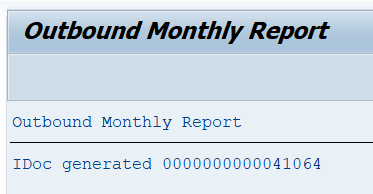 Outbound Monthly Report
Outbound Monthly Report
IDoc generated 0000000000041064